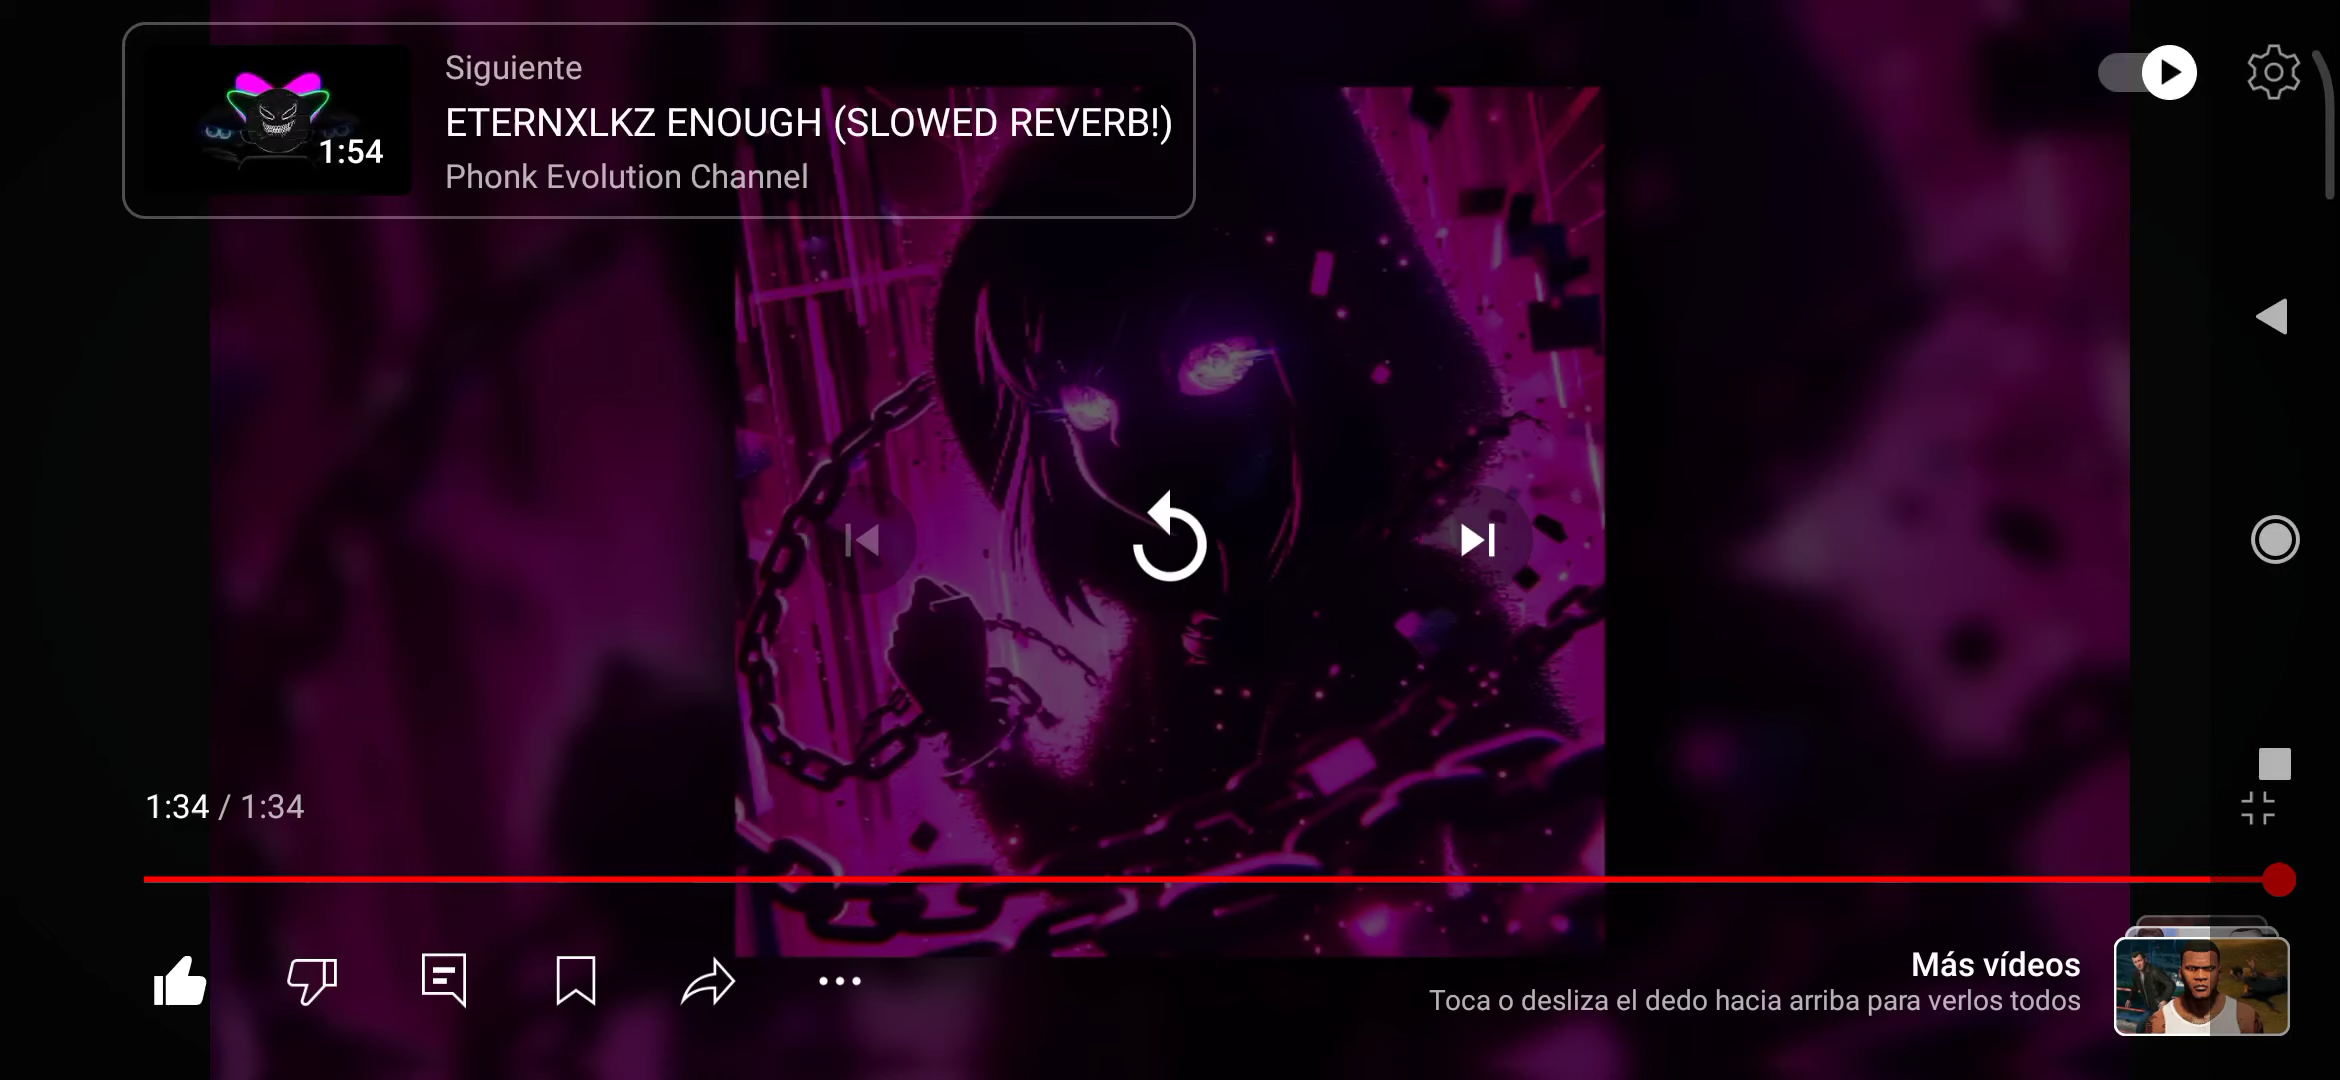 Siguiente
ETERNXLKZ ENOUGH (SLOWED REVERB!)
1:54
Phonk Evolution Channel
1:34 / 1:34
Más vídeos
Toca o desliza el dedo hacia arriba para verlos todos